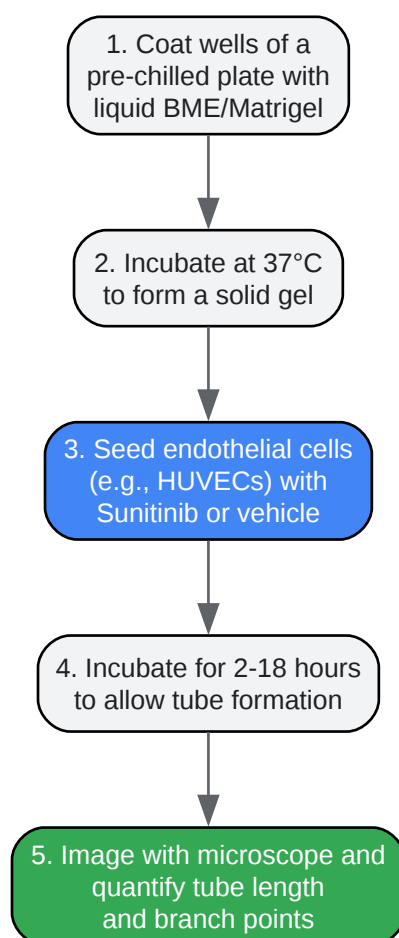 1. Coat wells of a
pre-chilled plate with
liquid BME/Matrigel
2. Incubate at 37°C
to form a solid gel
3. Seed endothelial cells
(e.g., HUVECs) with
Sunitinib or vehicle
4. Incubate for 2-18 hours
to allow tube formation
5. Image with microscope and
quantify tube length
and branch points